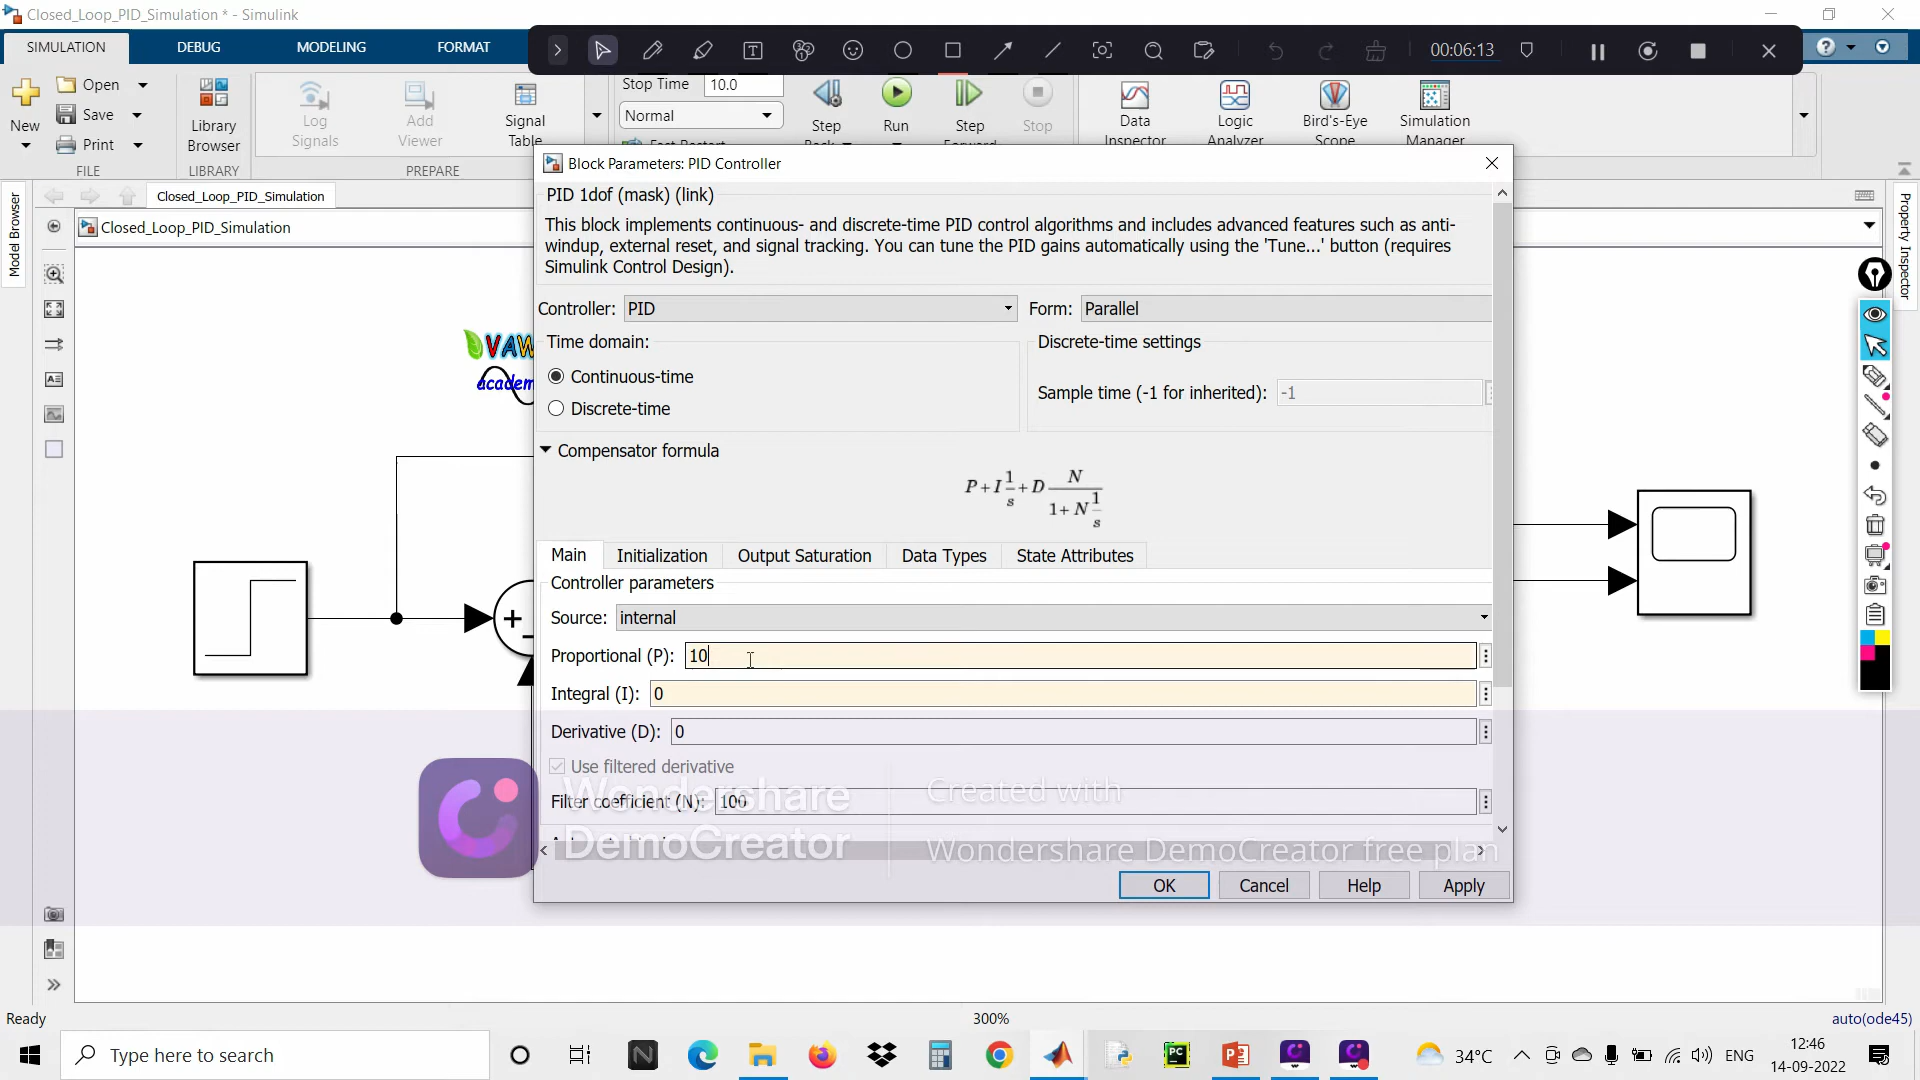 Closed_Loop_PID_Simulation * - Simulink
SIMULATION
DEBUG
MODELING
FORMAT
00:06:13
New
Open
Save
Print
FILE
Library
Browser
LIBRARY
Log
Signals
Add
Viewer
Signal
Table
PREPARE
Stop Time 10.0
Normal
Fast Restart
Step
Back
Run
Step
Forward
Stop
Data
Inspector
Logic
Analyzer
Bird's-Eye
Scope
Simulation
Manager
Model Browser
Closed_Loop_PID_Simulation
Closed_Loop_PID_Simulation
Property Inspector
VAW
academ
Block Parameters: PID Controller
PID 1dof (mask) (link)
This block implements continuous- and discrete-time PID control algorithms and includes advanced features such as anti-
windup, external reset, and signal tracking. You can tune the PID gains automatically using the 'Tune...' button (requires
Simulink Control Design).
Controller: PID
Form: Parallel
Time domain:
Continuous-time
Discrete-time
Discrete-time settings
Sample time (-1 for inherited): -1
Compensator formula
P + I 1/s + D N/(1 + N 1/s)
Main
Initialization
Output Saturation
Data Types
State Attributes
Controller parameters
Source: internal
Proportional (P): 10
Integral (I): 0
Derivative (D): 0
Use filtered derivative
Filter coefficient (N): 100
OK
Cancel
Help
Apply
Wondershare
DemoCreator
Created with
Wondershare DemoCreator free plan
Ready
300%
auto(ode45)
Type here to search
34°C
ENG
12:46
14-09-2022